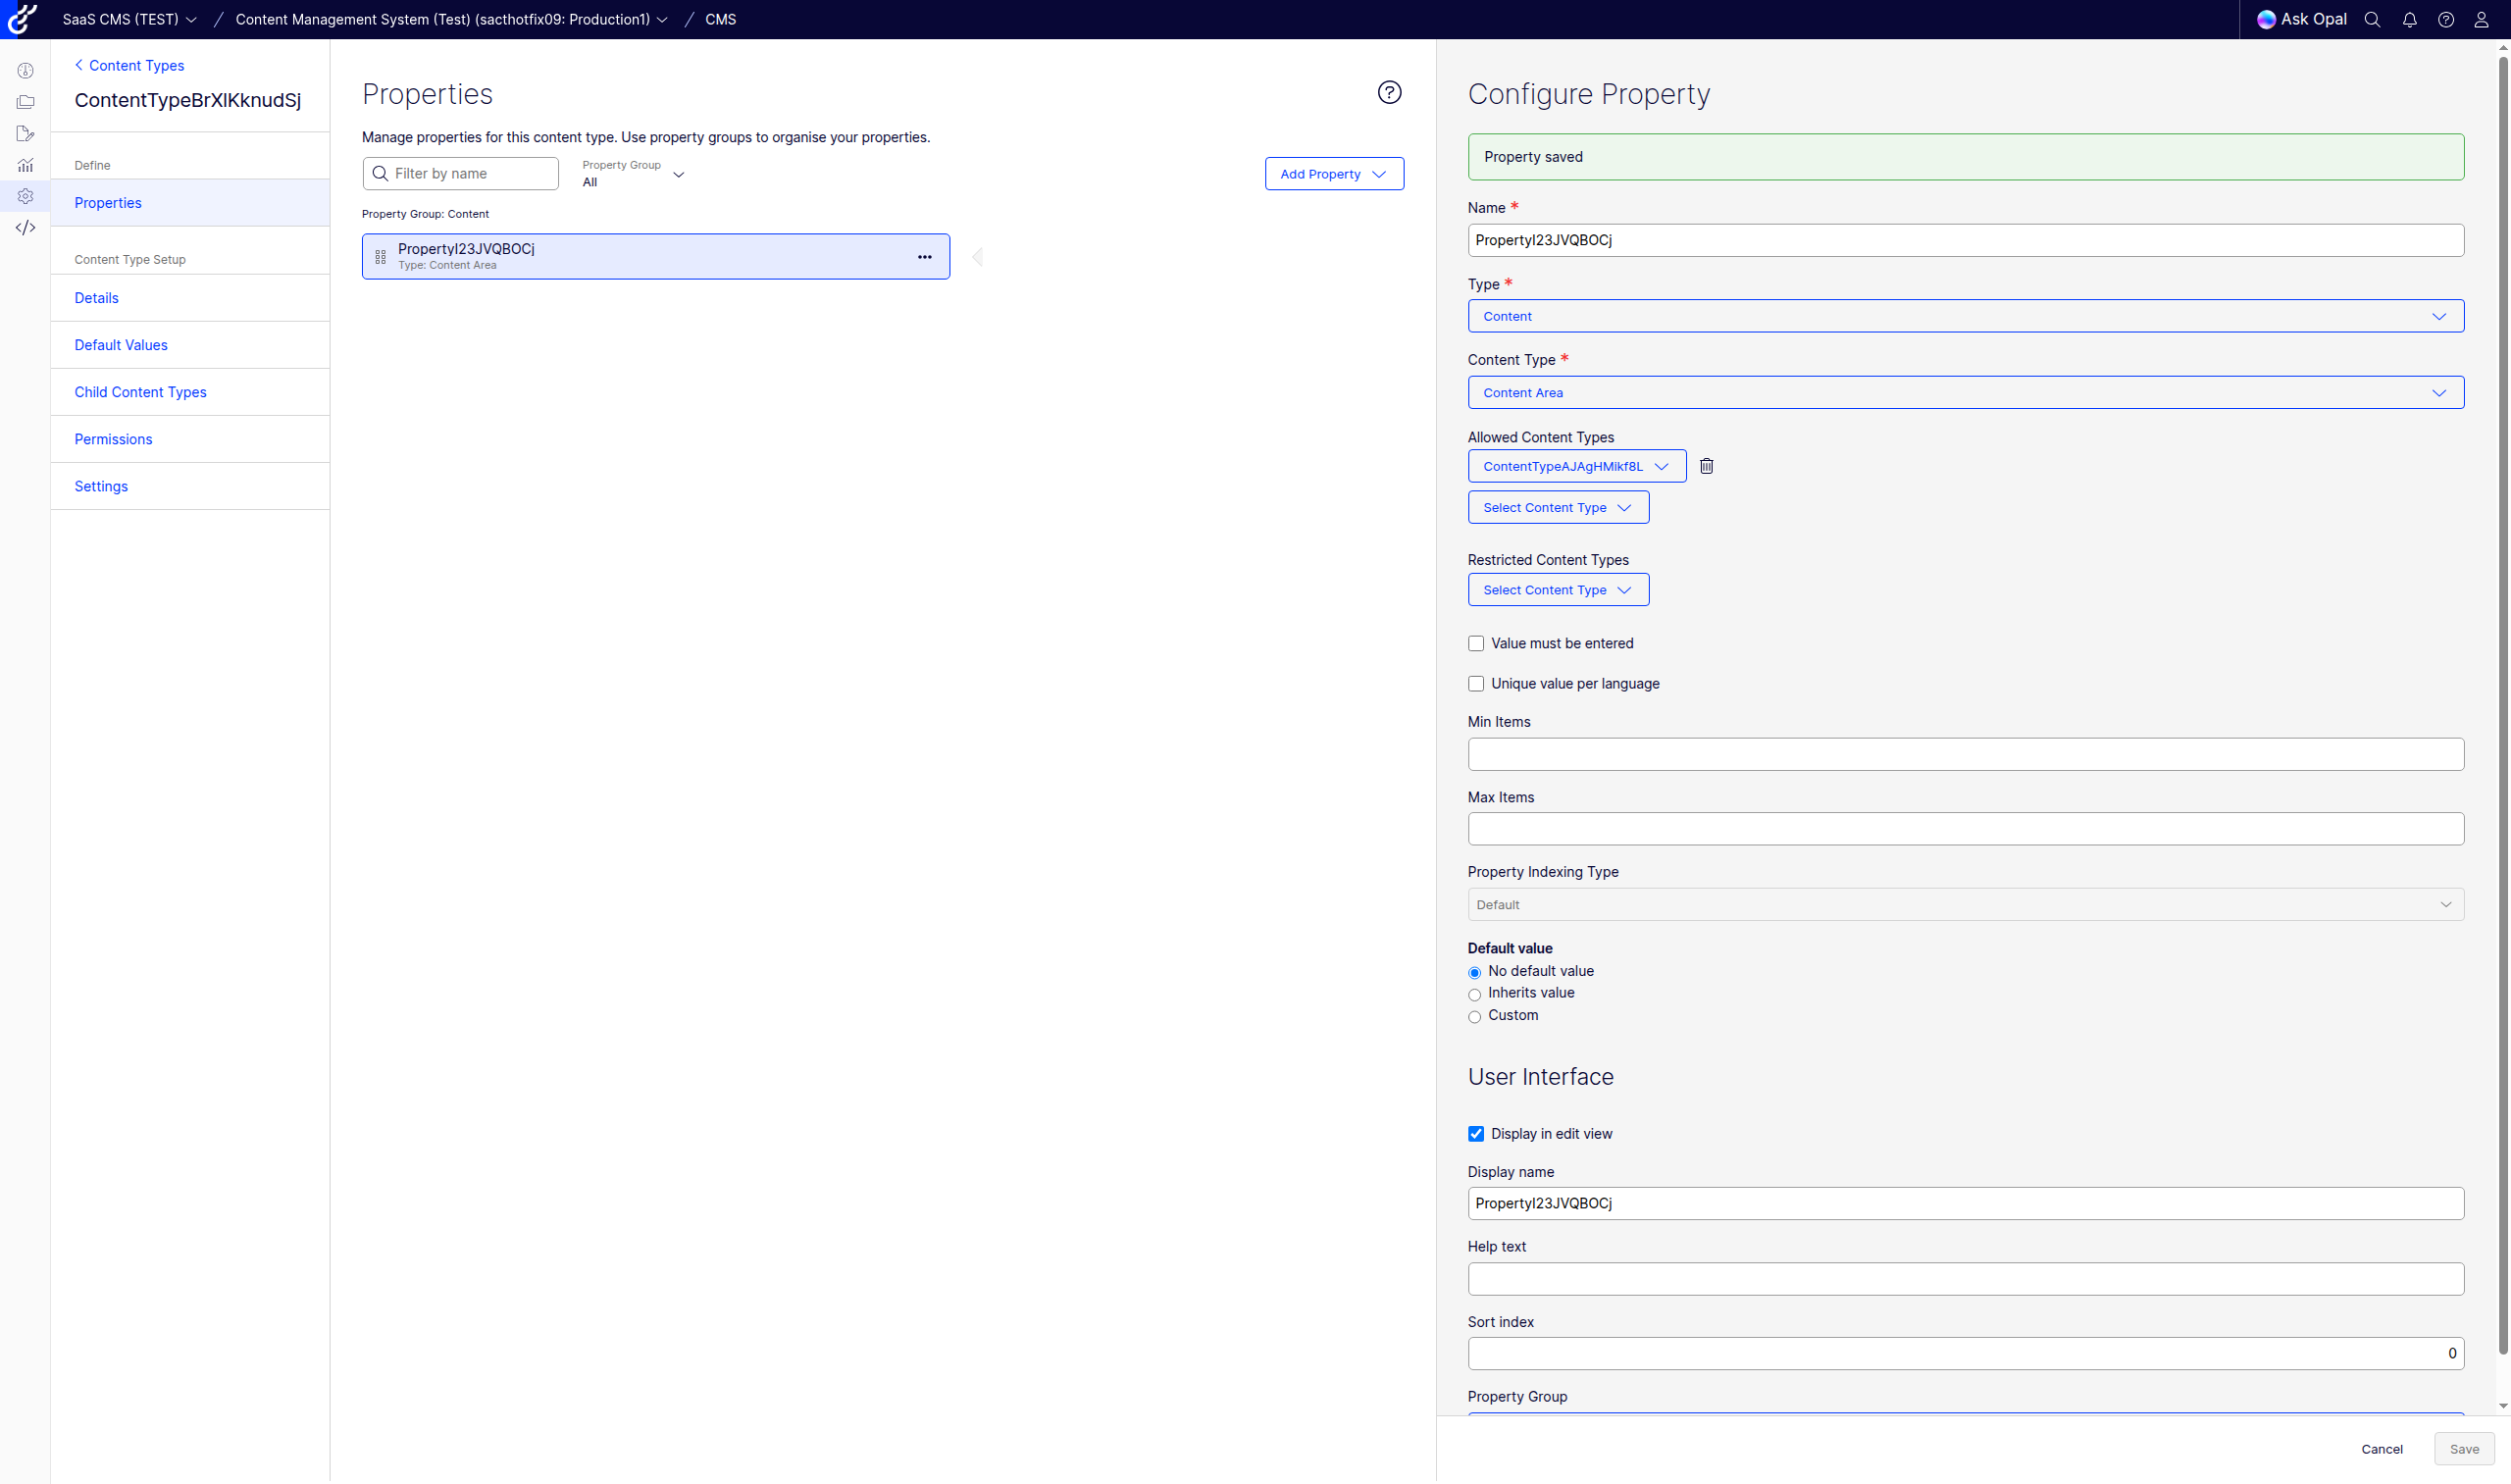 SaaS CMS (TEST) / Content Management System (Test) (sacthotfix09: Production1) / CMS
Ask Opal
Content Types
ContentTypeBrXlKknudSj
Define
Properties
Content Type Setup
Details
Default Values
Child Content Types
Permissions
Settings
Properties
Manage properties for this content type. Use property groups to organise your properties.
Filter by name
Property Group
All
Add Property
Property Group: Content
PropertyI23JVQBOCj
Type: Content Area
Configure Property
Property saved
Name *
PropertyI23JVQBOCj
Type *
Content
Content Type *
Content Area
Allowed Content Types
ContentTypeAJAgHMikf8L
Select Content Type
Restricted Content Types
Select Content Type
Value must be entered
Unique value per language
Min Items
Max Items
Property Indexing Type
Default
Default value
No default value
Inherits value
Custom
User Interface
Display in edit view
Display name
PropertyI23JVQBOCj
Help text
Sort index
0
Property Group
Cancel
Save